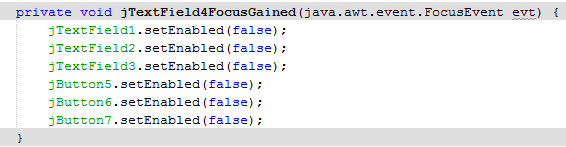 private void jTextField4FocusGained(java.awt.event.FocusEvent evt) {
    jTextField1.setEnabled(false);
    jTextField2.setEnabled(false);
    jTextField3.setEnabled(false);
    jButton5.setEnabled(false);
    jButton6.setEnabled(false);
    jButton7.setEnabled(false);
}